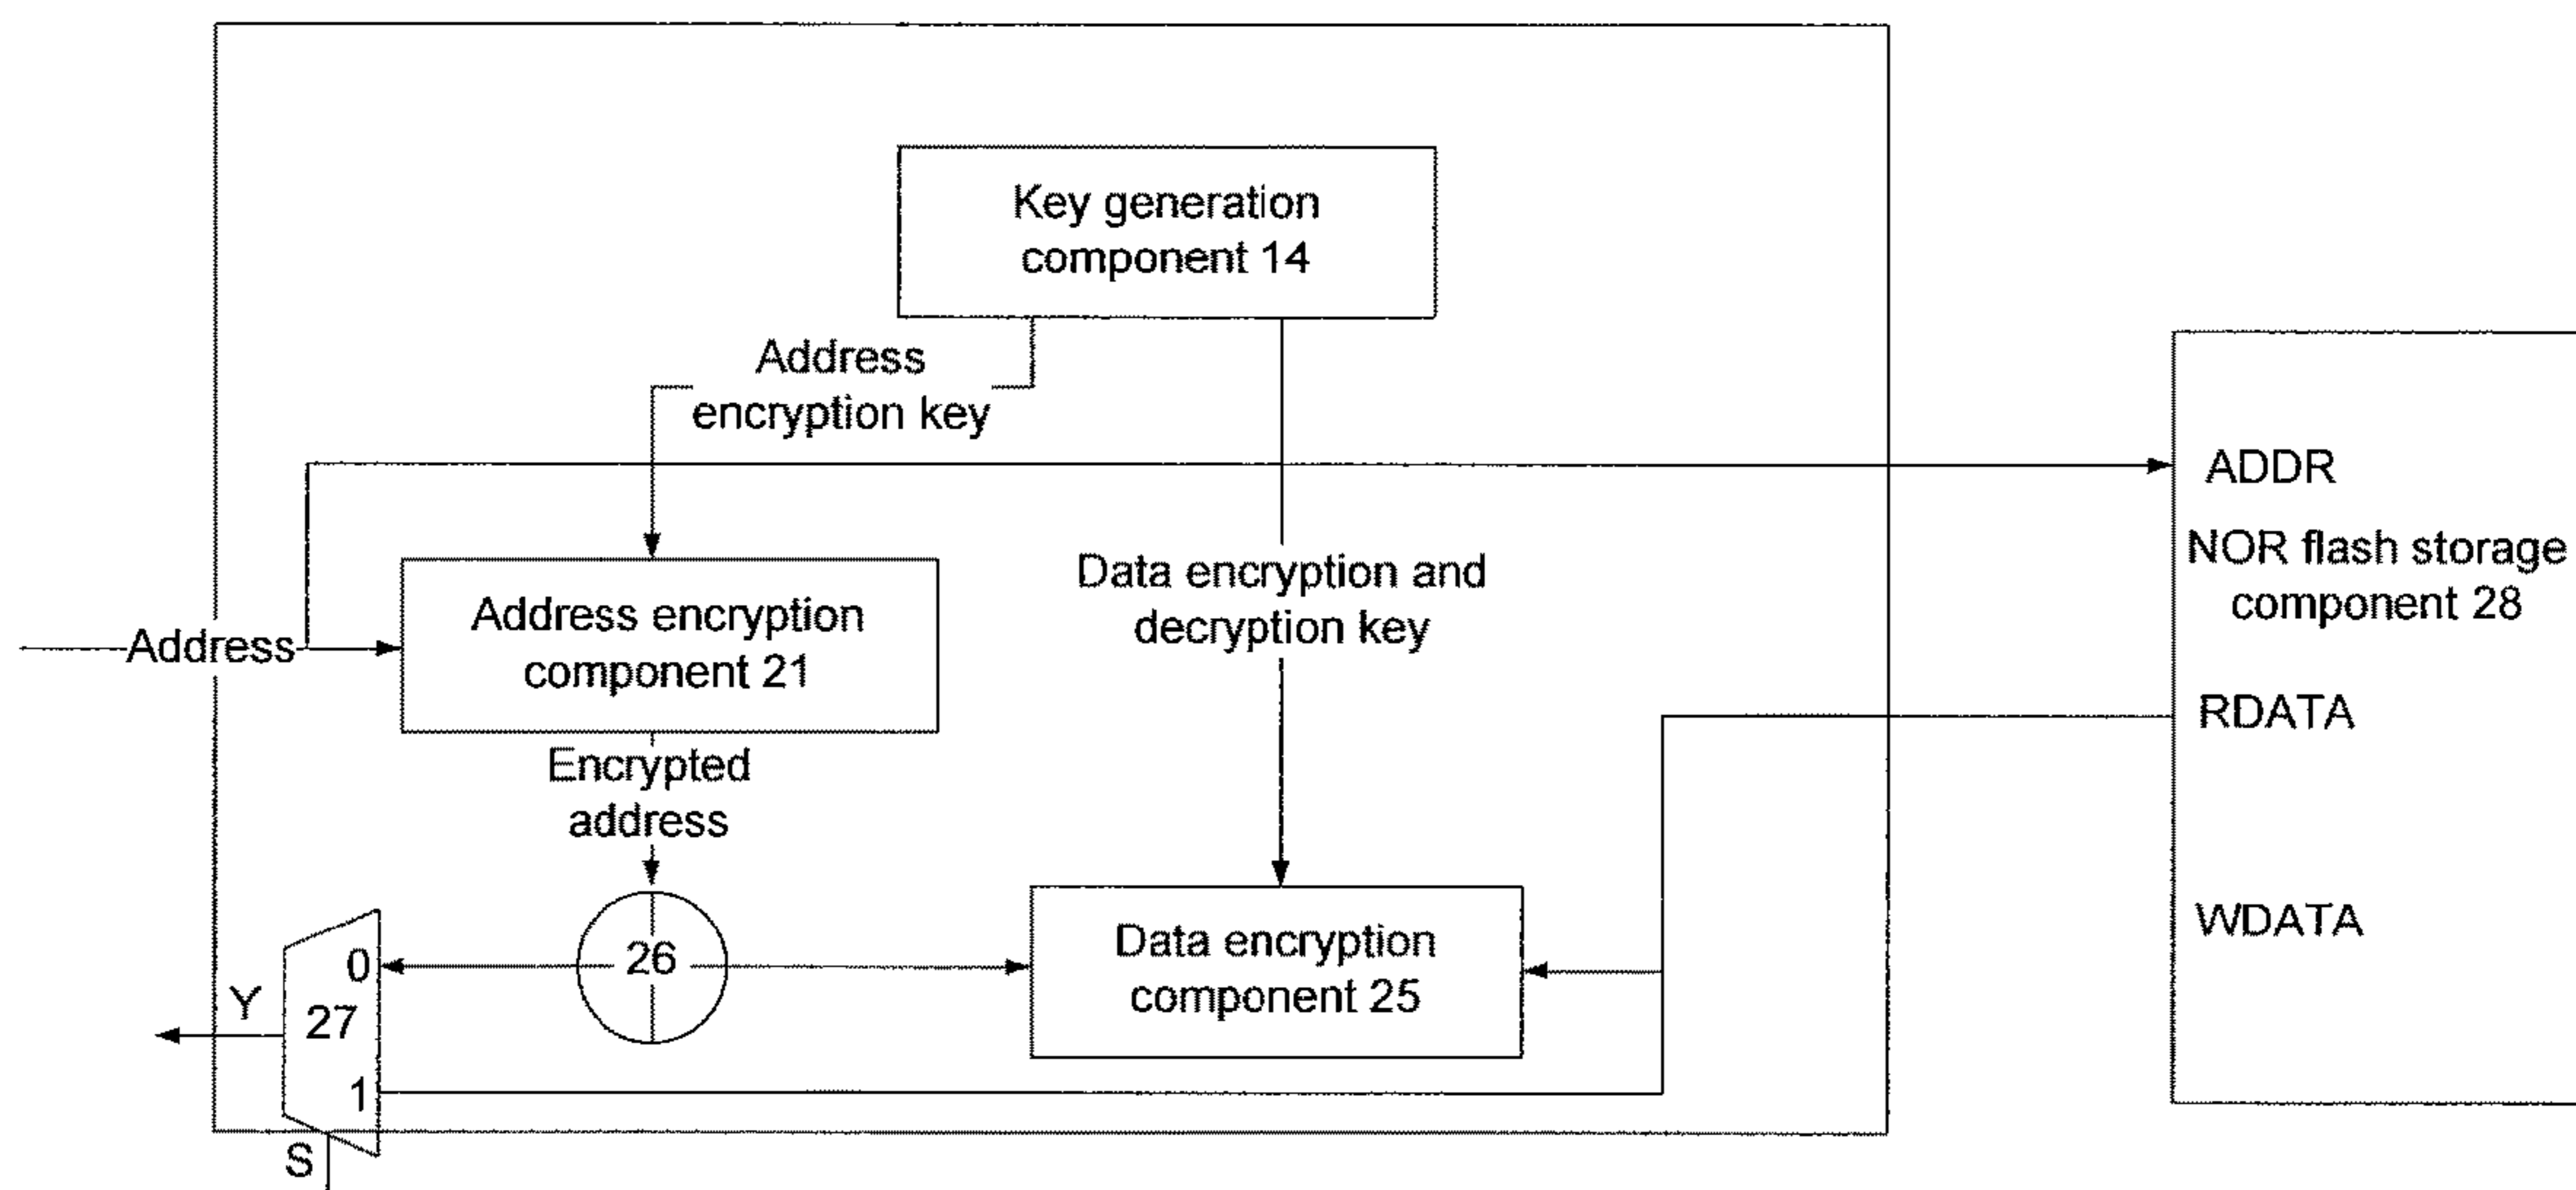 Key generation
component 14
Address
encryption key
ADDR
NOR flash storage
component 28
Data encryption and
decryption key
Address encryption
component 21
Address
RDATA
Encrypted
address
WDATA
Data encryption
component 25
26
0
Y
27
1
S